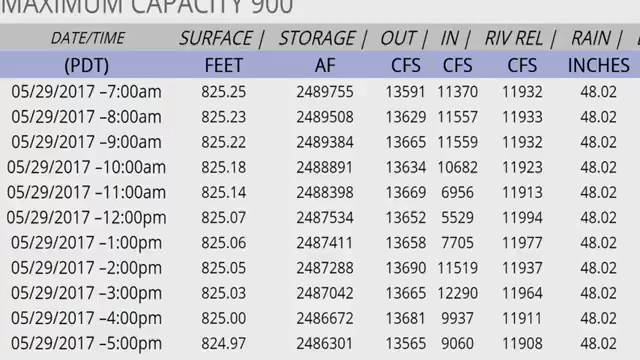 MAXIMUM CAPACITY 900
DATE/TIME SURFACE | STORAGE | OUT | IN | RIV REL | RAIN |
(PDT) FEET AF CFS CFS CFS INCHES
05/29/2017 –7:00am 825.25 2489755 13591 11370 11932 48.02
05/29/2017 –8:00am 825.23 2489508 13629 11557 11933 48.02
05/29/2017 –9:00am 825.22 2489384 13665 11559 11932 48.02
05/29/2017 –10:00am 825.18 2488891 13634 10682 11923 48.02
05/29/2017 –11:00am 825.14 2488398 13669 6956 11913 48.02
05/29/2017 –12:00pm 825.07 2487534 13652 5529 11994 48.02
05/29/2017 –1:00pm 825.06 2487411 13658 7705 11977 48.02
05/29/2017 –2:00pm 825.05 2487288 13690 11519 11937 48.02
05/29/2017 –3:00pm 825.03 2487042 13665 12290 11964 48.02
05/29/2017 –4:00pm 825.00 2486672 13681 9937 11911 48.02
05/29/2017 –5:00pm 824.97 2486301 13565 9060 11908 48.02